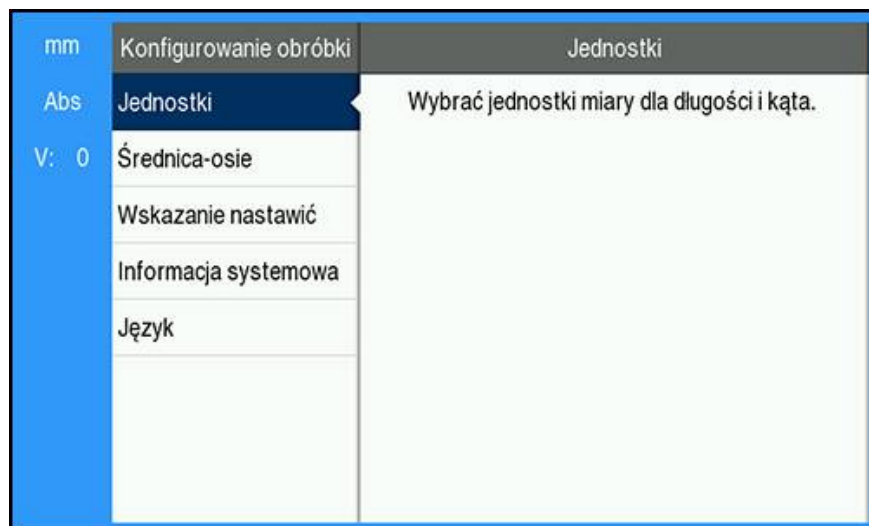 mm
Abs
V: 0
Konfigurowanie obróbki
Jednostki
Średnica-osie
Wskazanie nastawić
Informacja systemowa
Język
Jednostki
Wybrać jednostki miary dla długości i kąta.